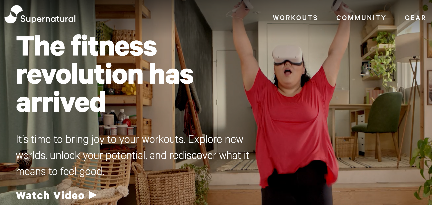 Supernatural
WORKOUTS COMMUNITY GEAR
The fitness
revolution has
arrived
It's time to bring joy to your workouts. Explore new
worlds, unlock your potential, and rediscover what it
means to feel good.
Watch Video